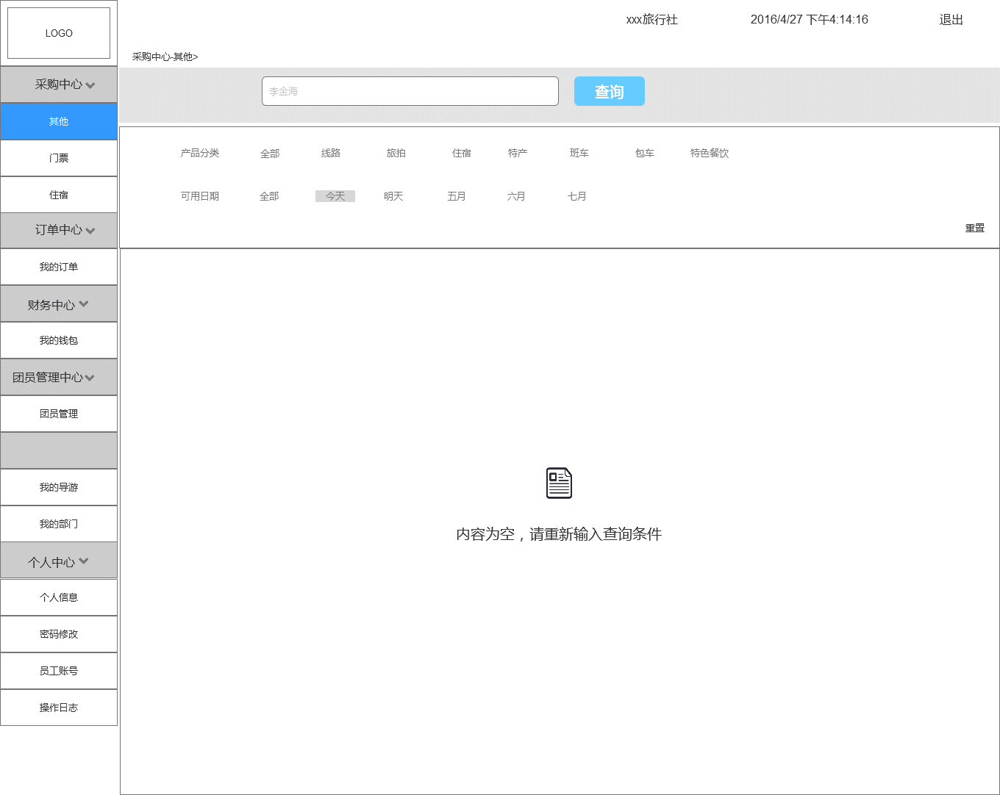 LOGO
xxx旅行社 2016/4/27 下午4:14:16 退出
采购中心-其他>
李金海 查询
产品分类 全部 线路 旅拍 住宿 特产 班车 包车 特色餐饮
可用日期 全部 今天 明天 五月 六月 七月
重置
采购中心
其他
门票
住宿
订单中心
我的订单
财务中心
我的钱包
团员管理中心
团员管理
我的导游
我的部门
个人中心
个人信息
密码修改
员工账号
操作日志
内容为空，请重新输入查询条件